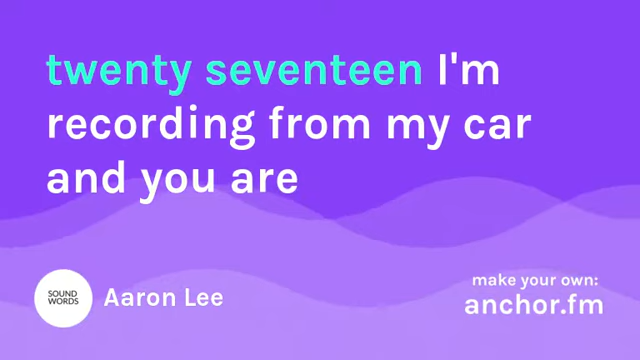 twenty seventeen I'm
recording from my car
and you are
SOUND
WORDS
Aaron Lee
make your own:
anchor.fm